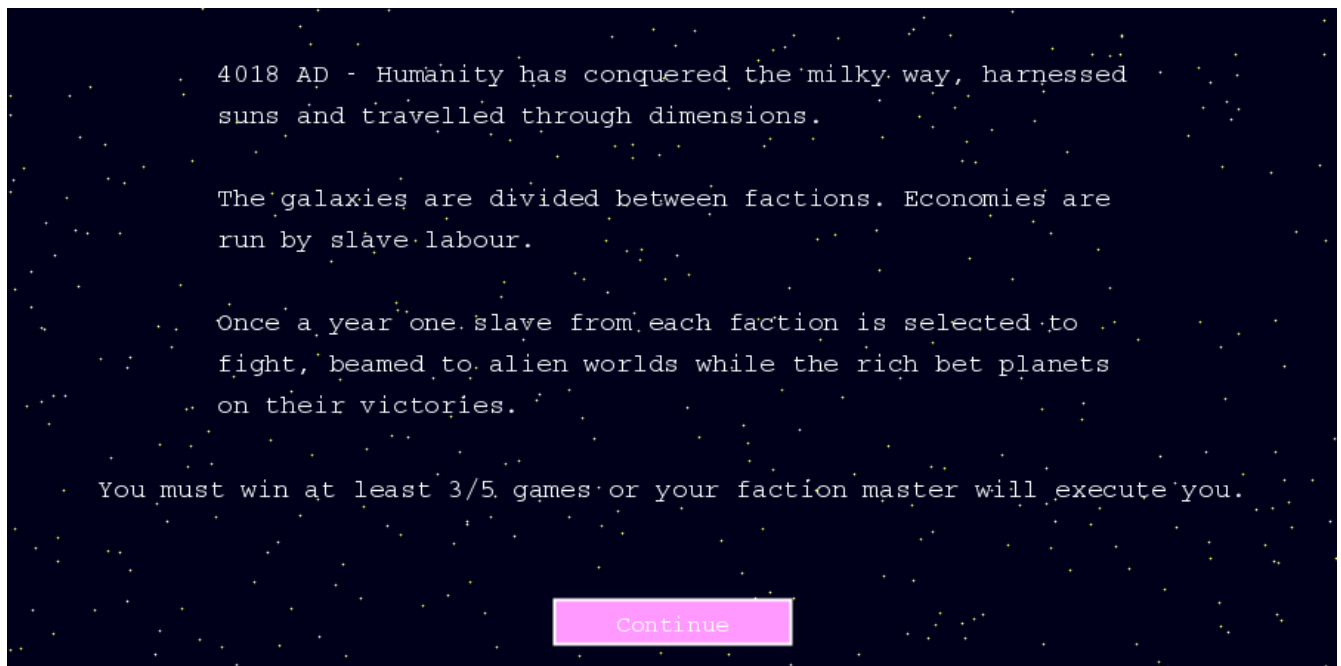 4018 AD - Humanity has conquered the milky way, harnessed
suns and travelled through dimensions.
The galaxies are divided between factions. Economies are
run by slave labour.
Once a year one slave from each faction is selected to
fight, beamed to alien worlds while the rich bet planets
on their victories.
You must win at least 3/5 games or your faction master will execute you.
Continue